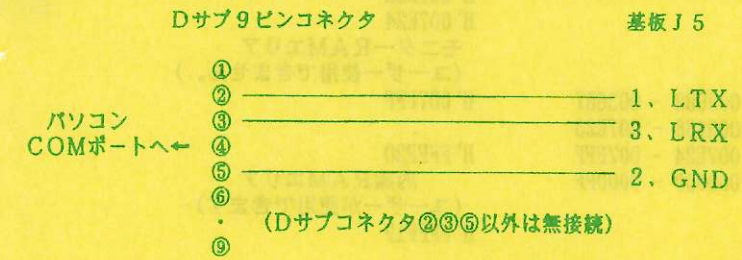 Dサブ9ピンコネクタ 基板J5
①
② 1、LTX
パソコン ③ 3、LRX
COMポートへ← ④
⑤ 2、GND
⑥
・ (Dサブコネクタ②③⑤以外は無接続)
⑨